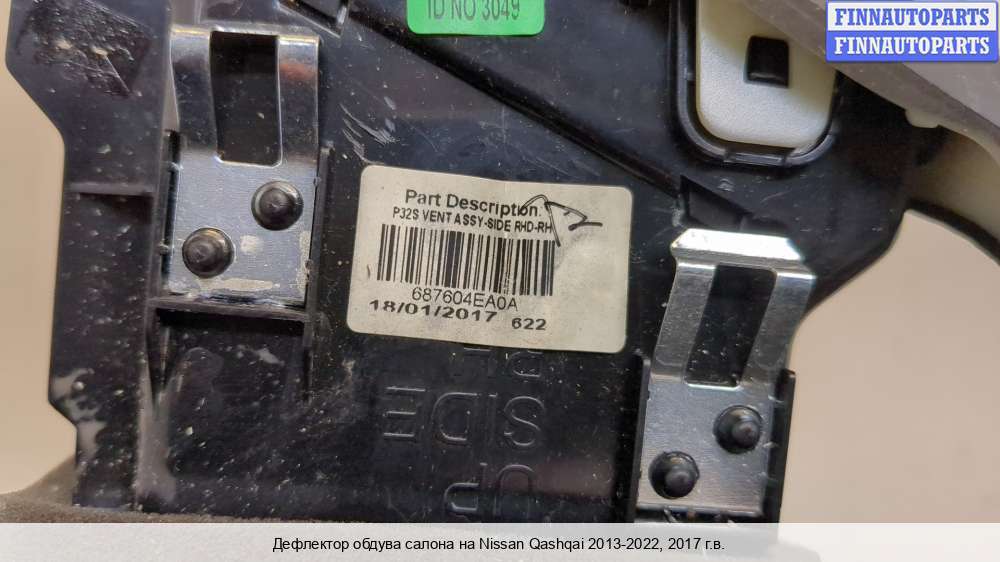 ID NO 3049
FINNAUTOPARTS
FINNAUTOPARTS
Part Description:
P32S VENT ASSY-SIDE RHD-RH
687604EA0A
18/01/2017 622
SIDE
UP
Дефлектор обдува салона на Nissan Qashqai 2013-2022, 2017 г.в.